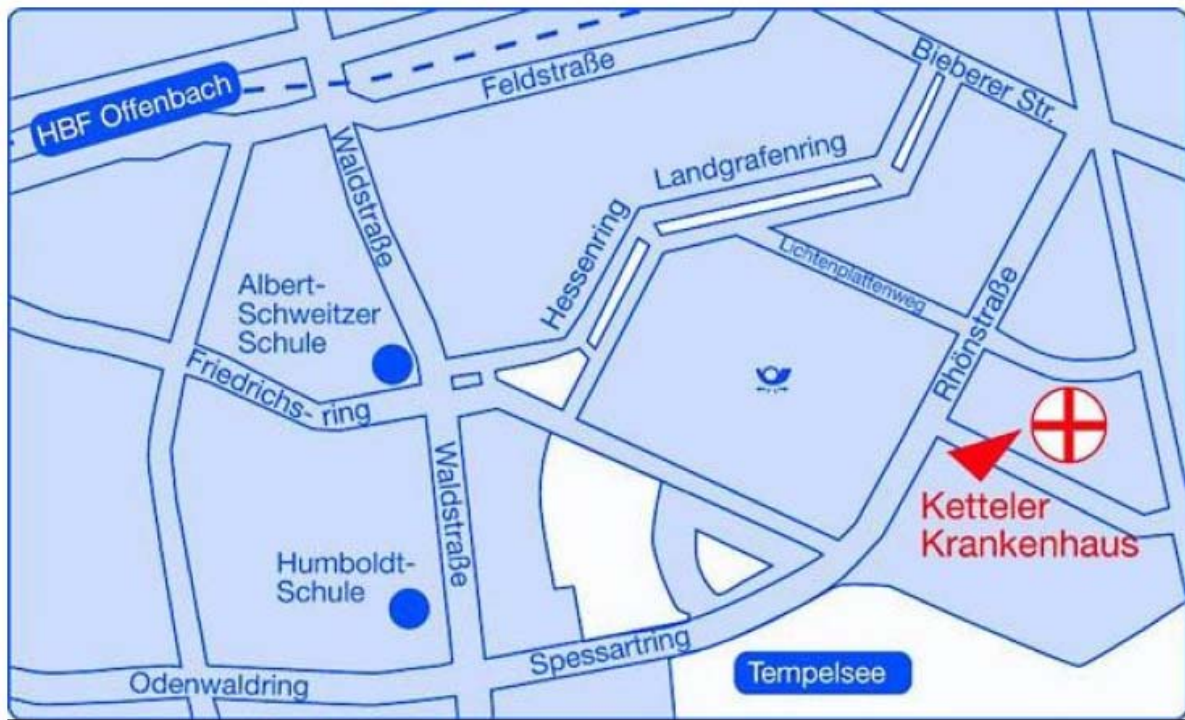 Bieberer Str.
Feldstraße
HBF Offenbach
Waldstraße
Landgrafenring
Hessenring
Lichtenplattenweg
Albert-
Schweitzer
Schule
Rhönstraße
Friedrichs- ring
Waldstraße
Ketteler
Krankenhaus
Humboldt-
Schule
Spessartring
Tempelsee
Odenwaldring